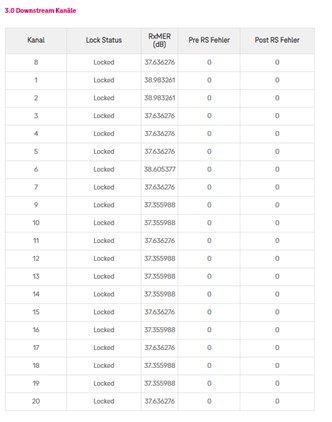 3.0 Downstream Kanäle
Kanal Lock Status RxMER (dB) Pre RS Fehler Post RS Fehler
8 Locked 37.636276 0 0
1 Locked 38.983261 0 0
2 Locked 38.983261 0 0
3 Locked 37.636276 0 0
4 Locked 37.636276 0 0
5 Locked 37.636276 0 0
6 Locked 38.605377 0 0
7 Locked 37.636276 0 0
9 Locked 37.355988 0 0
10 Locked 37.355988 0 0
11 Locked 37.636276 0 0
12 Locked 37.355988 0 0
13 Locked 37.355988 0 0
14 Locked 37.355988 0 0
15 Locked 37.636276 0 0
16 Locked 37.355988 0 0
17 Locked 37.636276 0 0
18 Locked 37.355988 0 0
19 Locked 37.355988 0 0
20 Locked 37.636276 0 0